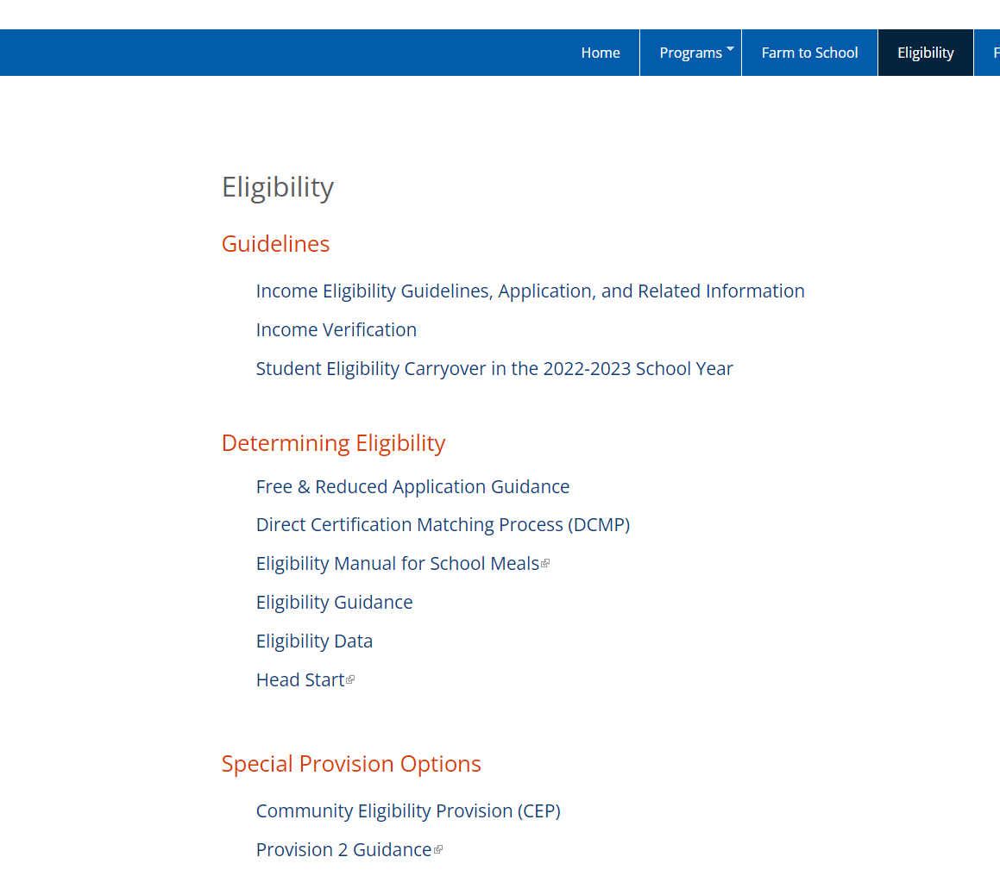 Home Programs Farm to School Eligibility F
Eligibility
Guidelines
Income Eligibility Guidelines, Application, and Related Information
Income Verification
Student Eligibility Carryover in the 2022-2023 School Year
Determining Eligibility
Free & Reduced Application Guidance
Direct Certification Matching Process (DCMP)
Eligibility Manual for School Meals
Eligibility Guidance
Eligibility Data
Head Start
Special Provision Options
Community Eligibility Provision (CEP)
Provision 2 Guidance